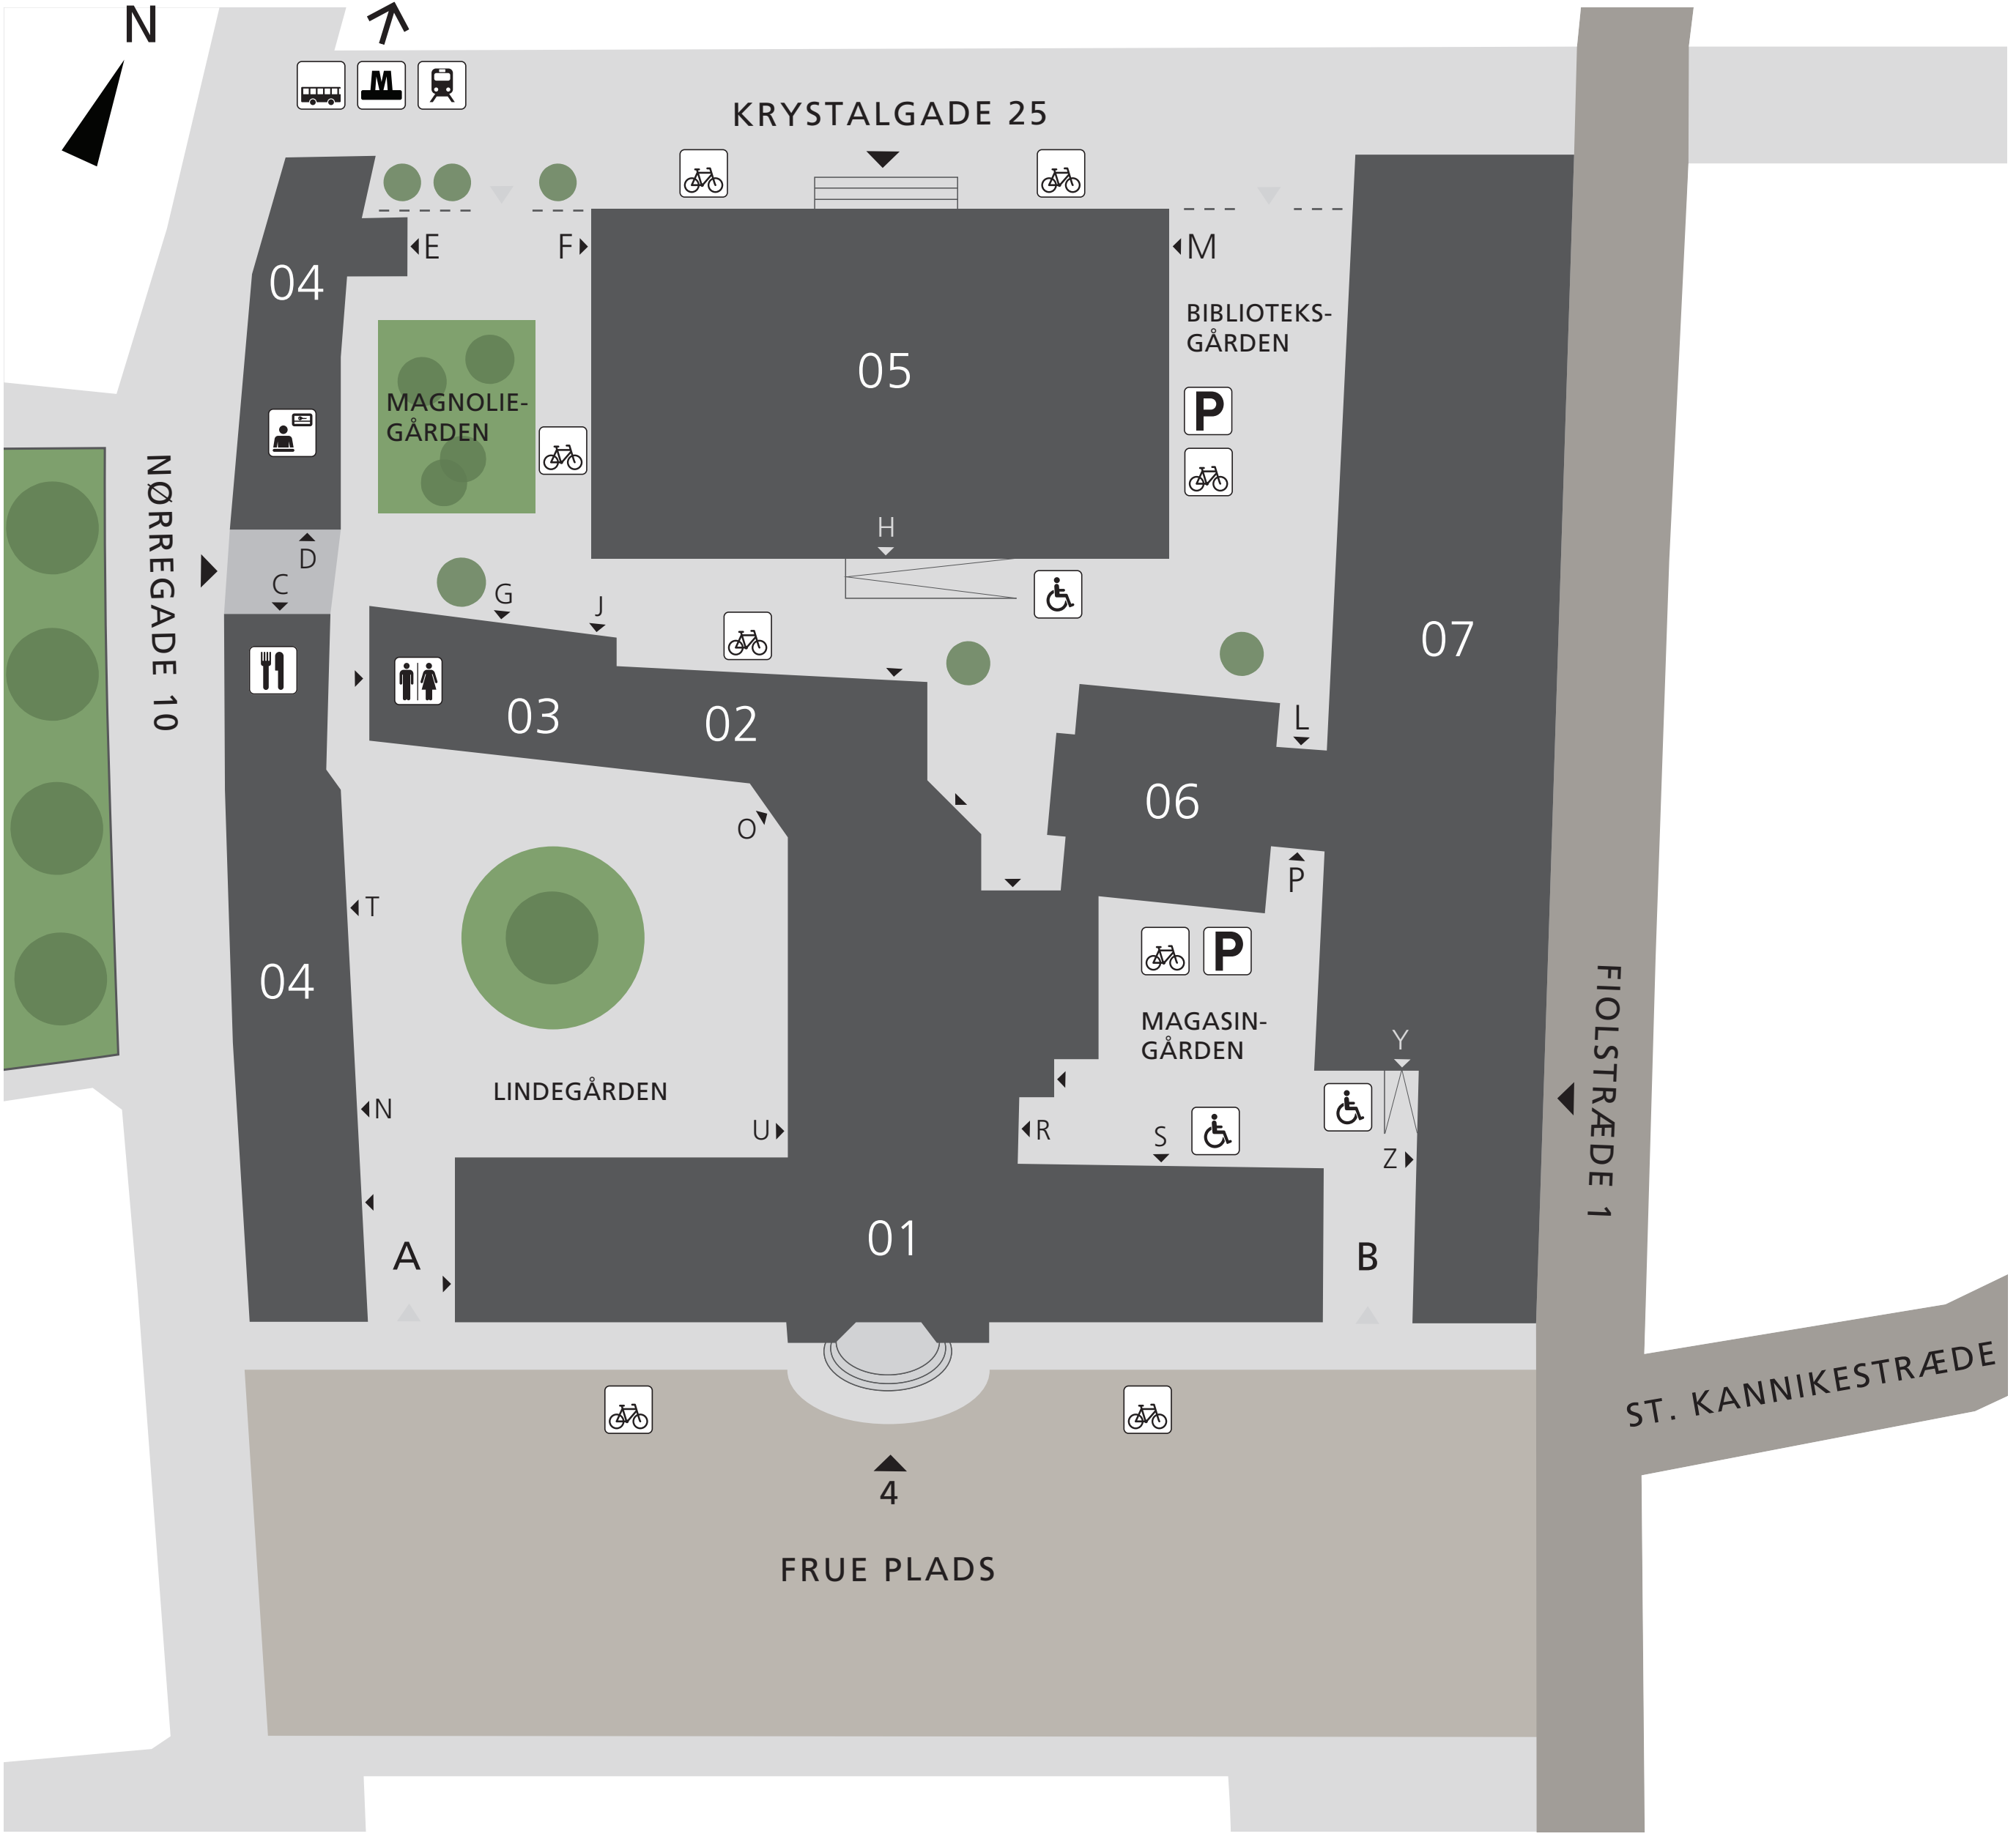 N
M
KRYSTALGADE 25
E
F
M
04
BIBLIOTEKS-
GÅRDEN
05
MAGNOLIE-
GÅRDEN
P
NØRREGADE 10
H
D
C
G
J
07
03
02
L
06
O
P
T
P
04
MAGASIN-
GÅRDEN
FIOLSTRÆDE 1
Y
LINDEGÅRDEN
N
U
R
S
Z
01
A
B
ST. KANNIKESTRÆDE
4
FRUE PLADS